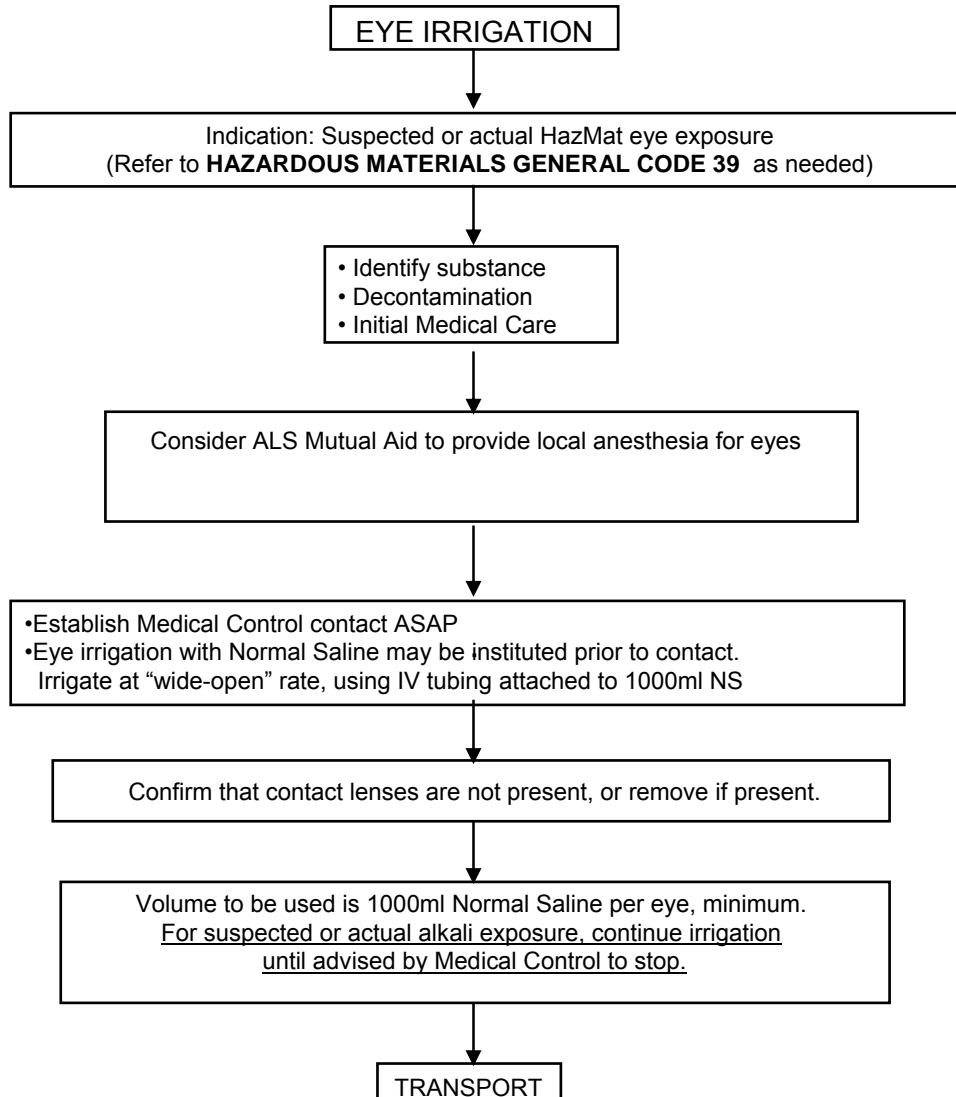 EYE IRRIGATION
Indication: Suspected or actual HazMat eye exposure
(Refer to HAZARDOUS MATERIALS GENERAL CODE 39 as needed)
• Identify substance
• Decontamination
• Initial Medical Care
Consider ALS Mutual Aid to provide local anesthesia for eyes
•Establish Medical Control contact ASAP
•Eye irrigation with Normal Saline may be instituted prior to contact.
Irrigate at “wide-open” rate, using IV tubing attached to 1000ml NS
Confirm that contact lenses are not present, or remove if present.
Volume to be used is 1000ml Normal Saline per eye, minimum.
For suspected or actual alkali exposure, continue irrigation
until advised by Medical Control to stop.
TRANSPORT